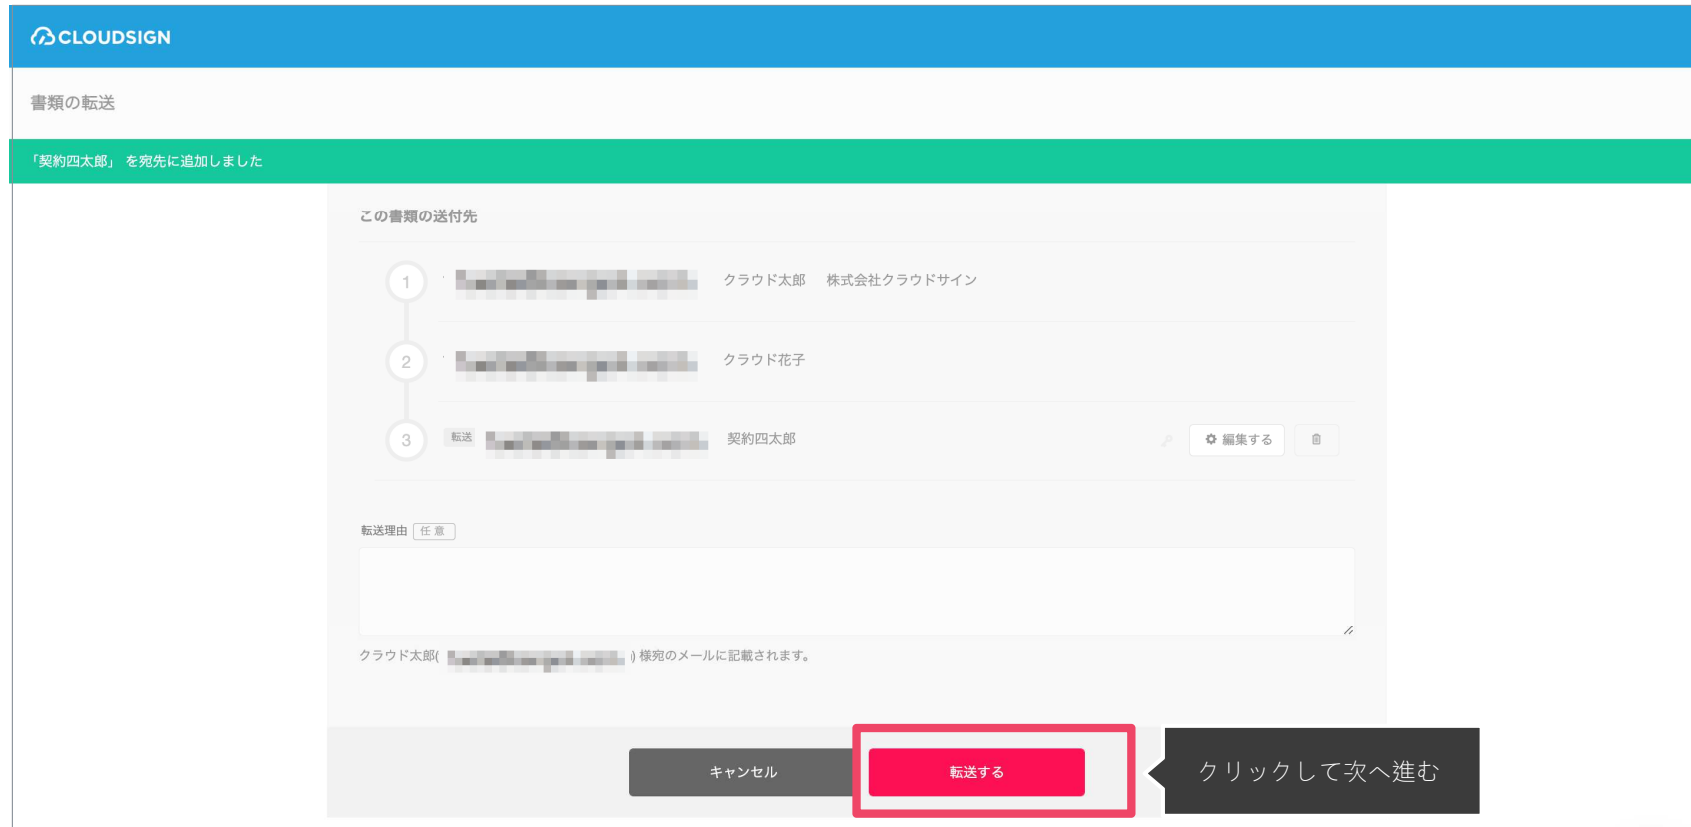 CLOUDSIGN
書類の転送
「契約四太郎」 を宛先に追加しました
この書類の送付先
1 クラウド太郎 株式会社クラウドサイン
2 クラウド花子
3 転送 契約四太郎 編集する
転送理由 任意
クラウド太郎( ) 様宛のメールに記載されます。
キャンセル 転送する クリックして次へ進む